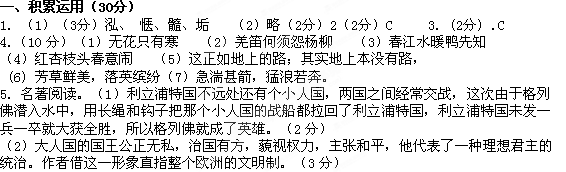 一、积累运用（30分）
1. （1）（3分）泓、 惬、髓、垢 （2）略（2分）2（2分）C 3.（2分）.C
4.（10分）（1）无花只有寒 （2）羌笛何须怨杨柳 （3）春江水暖鸭先知
（4）红杏枝头春意闹 （5）这正如地上的路；其实地上本没有路，
（6）芳草鲜美，落英缤纷（7）急湍甚箭，猛浪若奔。
5. 名著阅读。（1）利立浦特国不远处还有个小人国，两国之间经常交战，这次由于格列
佛潜入水中，用长绳和钩子把那个小人国的战船都拉回了利立浦特国，利立浦特国未发一
兵一卒就大获全胜，所以格列佛就成了英雄。（2 分）
（2）大人国的国王公正无私，治国有方，藐视权力，主张和平，他代表了一种理想君主的
统治。作者借这一形象直指整个欧洲的文明制。（3 分）